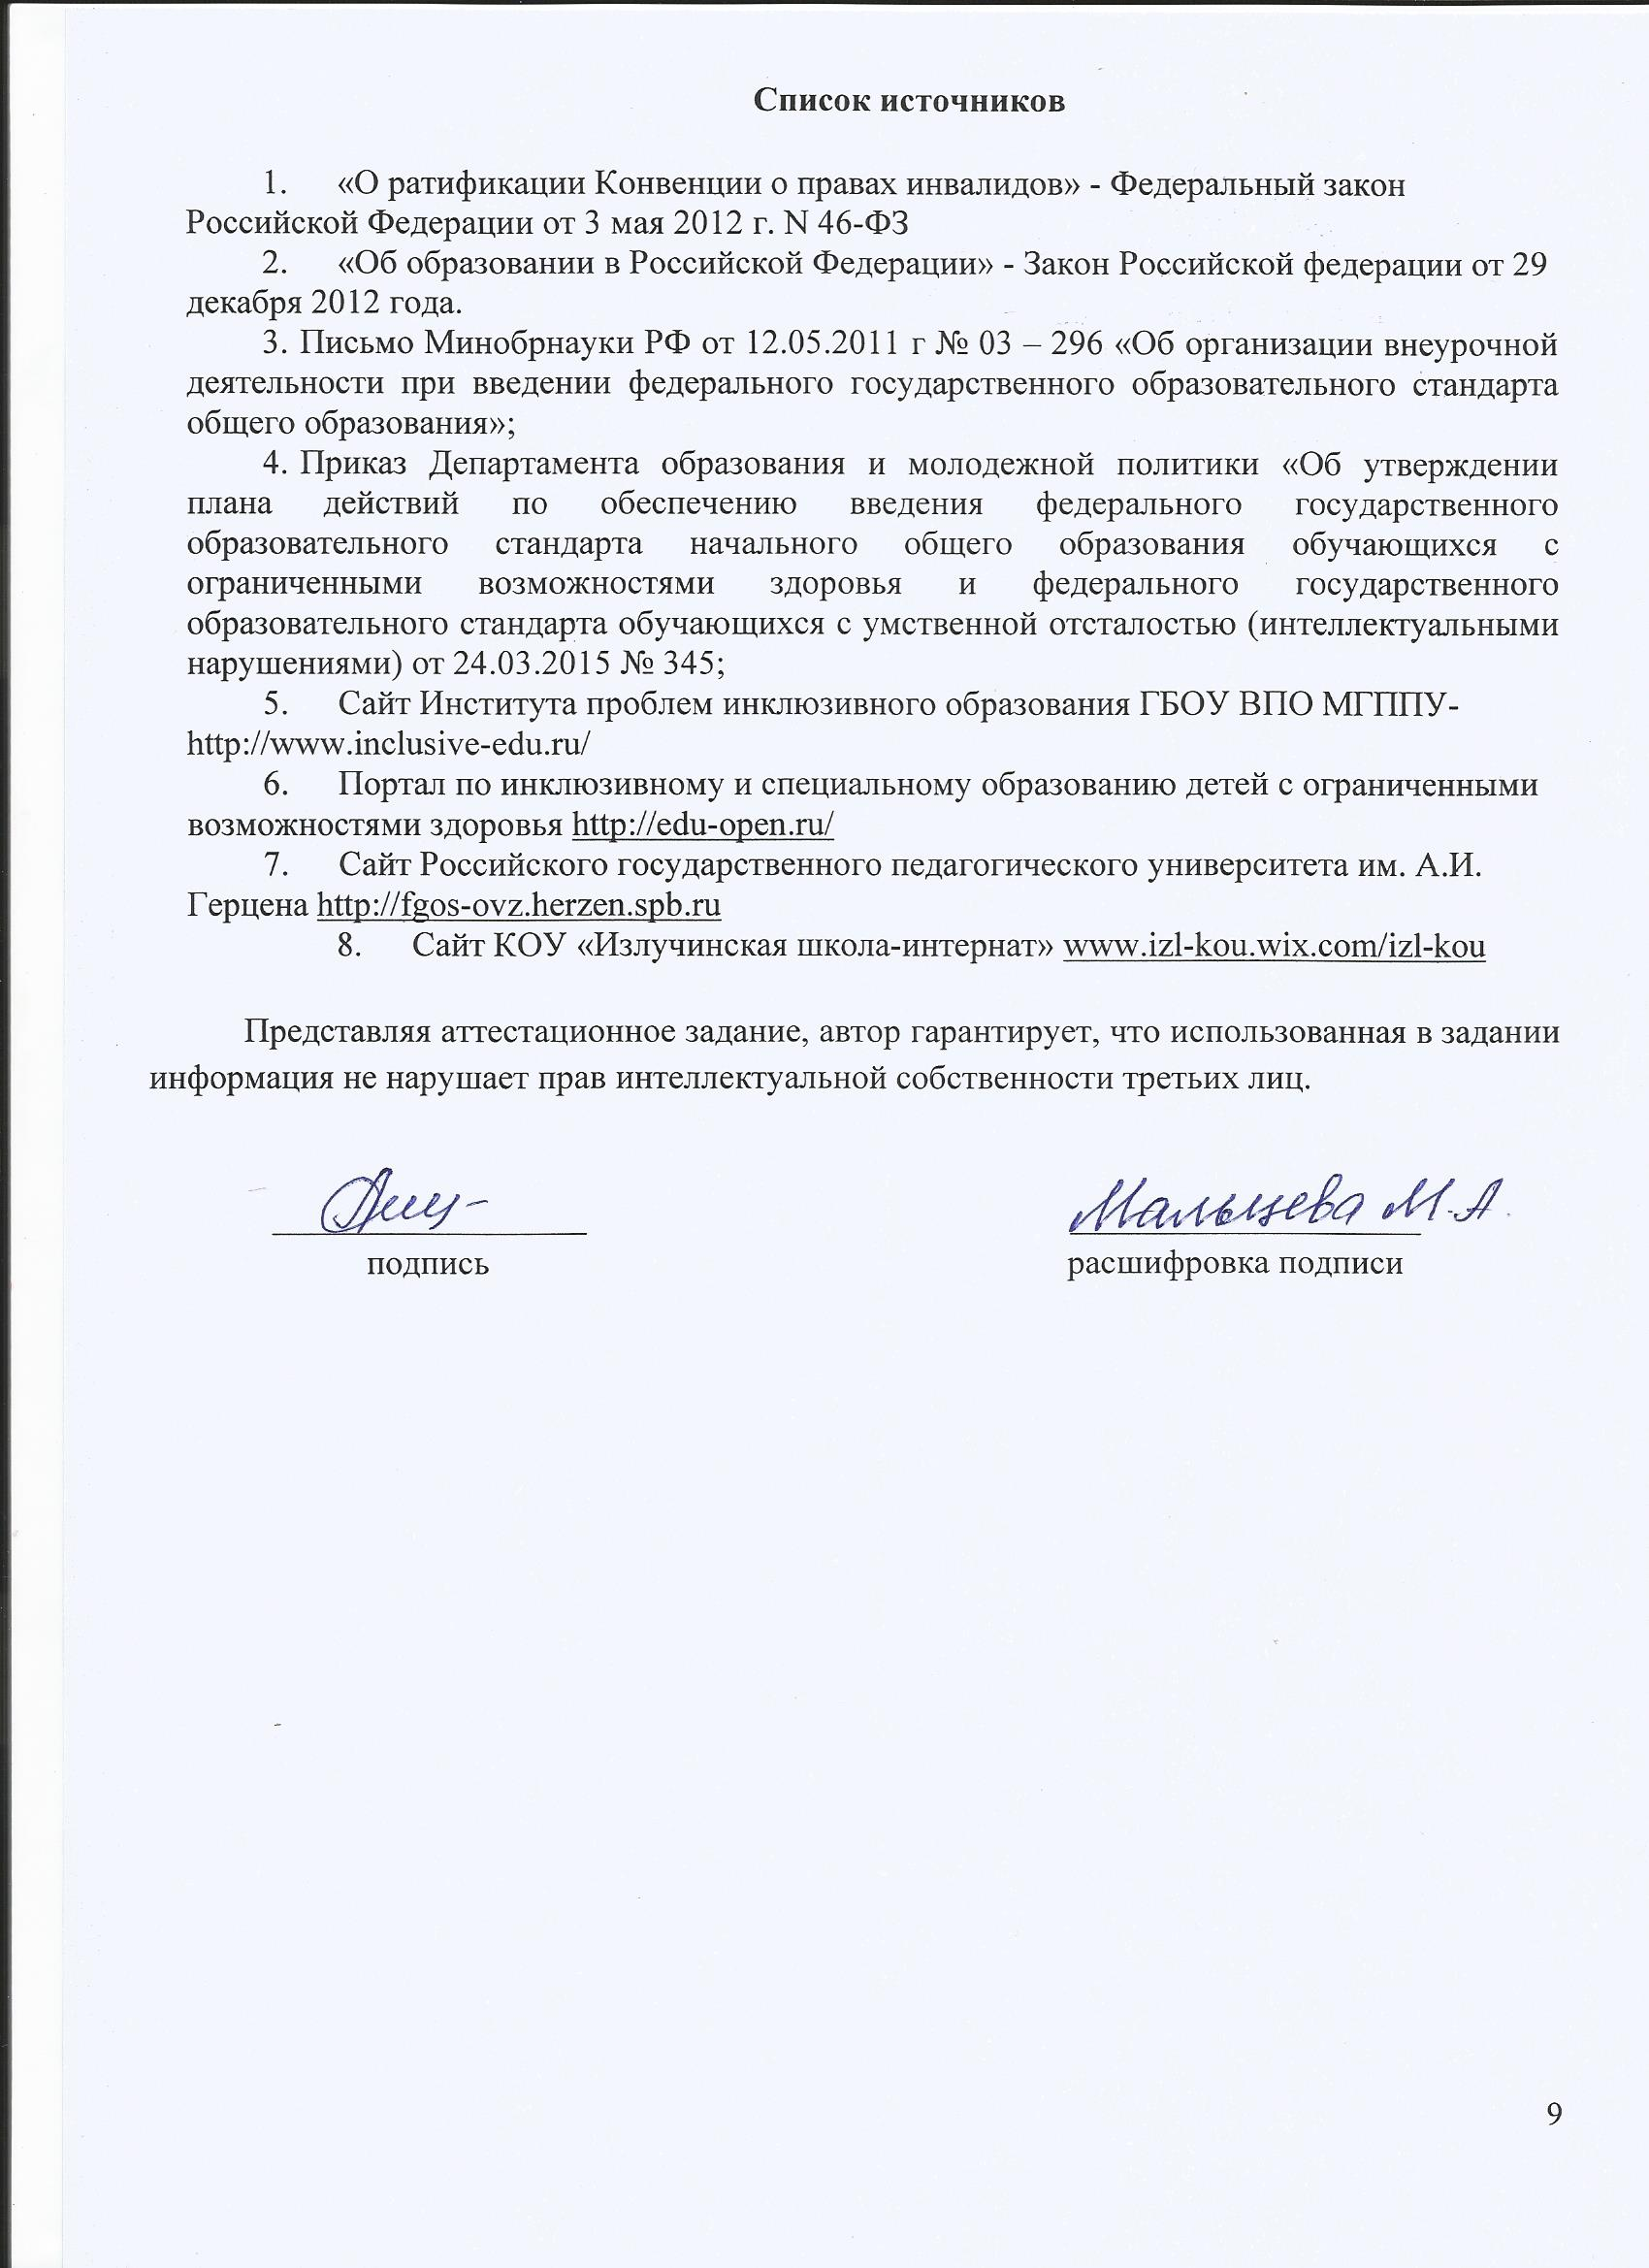 Список источников
1. «О ратификации Конвенции о правах инвалидов» - Федеральный закон
Российской Федерации от 3 мая 2012 г. N 46-ФЗ
2. «Об образовании в Российской Федерации» - Закон Российской федерации от 29
декабря 2012 года.
3. Письмо Минобрнауки РФ от 12.05.2011 г № 03 – 296 «Об организации внеурочной
деятельности при введении федерального государственного образовательного стандарта
общего образования»;
4. Приказ Департамента образования и молодежной политики «Об утверждении
плана действий по обеспечению введения федерального государственного
образовательного стандарта начального общего образования обучающихся с
ограниченными возможностями здоровья и федерального государственного
образовательного стандарта обучающихся с умственной отсталостью (интеллектуальными
нарушениями) от 24.03.2015 № 345;
5. Сайт Института проблем инклюзивного образования ГБОУ ВПО МГППУ-
http://www.inclusive-edu.ru/
6. Портал по инклюзивному и специальному образованию детей с ограниченными
возможностями здоровья http://edu-open.ru/
7. Сайт Российского государственного педагогического университета им. А.И.
Герцена http://fgos-ovz.herzen.spb.ru
8. Сайт КОУ «Излучинская школа-интернат» www.izl-kou.wix.com/izl-kou
Представляя аттестационное задание, автор гарантирует, что использованная в задании
информация не нарушает прав интеллектуальной собственности третьих лиц.
Мальцева М.А.
подпись расшифровка подписи
9